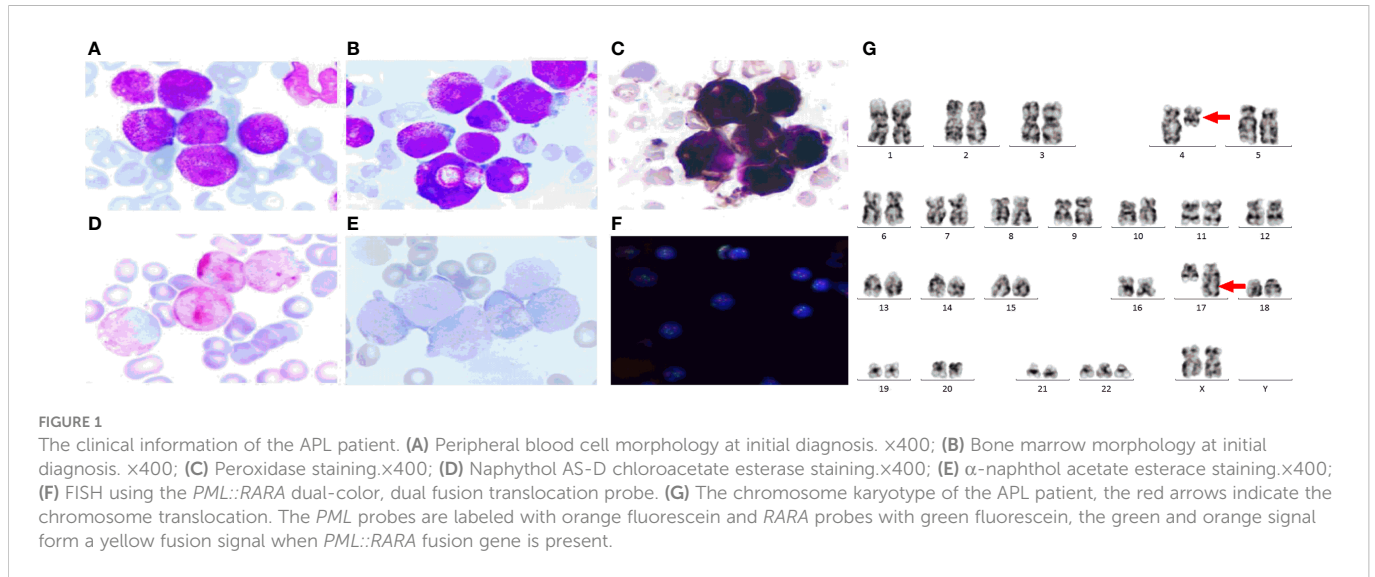 A
B
C
G
1
2
3
4
5
D
E
F
6
7
8
9
10
11
12
13
14
15
16
17
18
19
20
21
22
X
Y
FIGURE 1
The clinical information of the APL patient. (A) Peripheral blood cell morphology at initial diagnosis. ×400; (B) Bone marrow morphology at initial
diagnosis. ×400; (C) Peroxidase staining.×400; (D) Naphythol AS-D chloroacetate esterase staining.×400; (E) α-naphthol acetate esterace staining.×400;
(F) FISH using the PML::RARA dual-color, dual fusion translocation probe. (G) The chromosome karyotype of the APL patient, the red arrows indicate the
chromosome translocation. The PML probes are labeled with orange fluorescein and RARA probes with green fluorescein, the green and orange signal
form a yellow fusion signal when PML::RARA fusion gene is present.